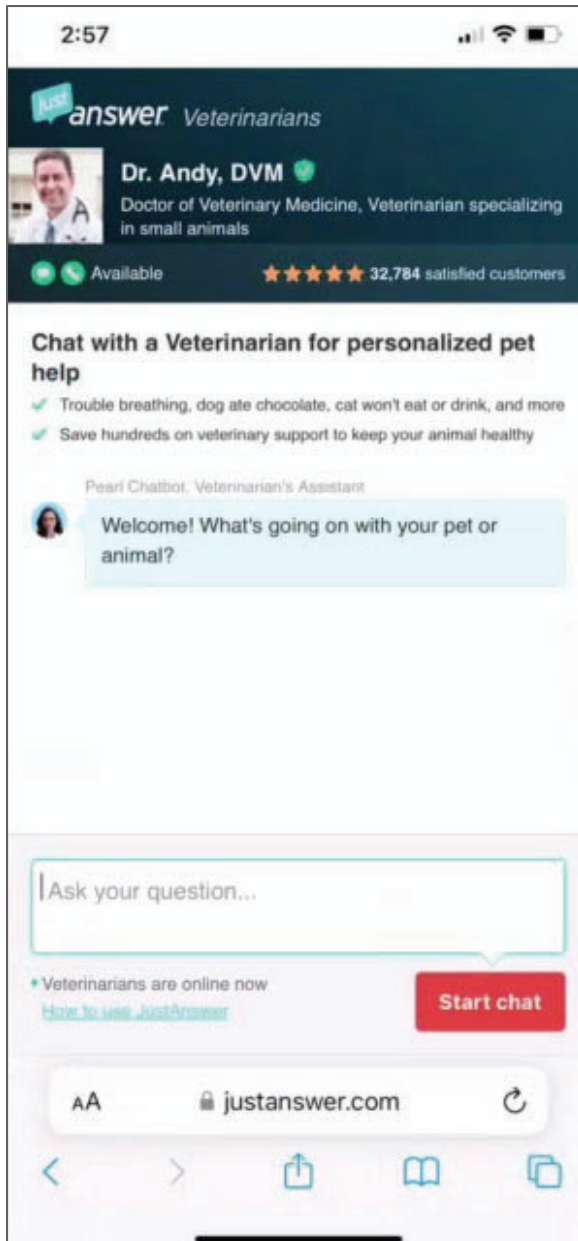 2:57
just answer Veterinarians
Dr. Andy, DVM
Doctor of Veterinary Medicine, Veterinarian specializing
in small animals
Available 32,784 satisfied customers
Chat with a Veterinarian for personalized pet
help
Trouble breathing, dog ate chocolate, cat won't eat or drink, and more
Save hundreds on veterinary support to keep your animal healthy
Pearl Chatbot, Veterinarian's Assistant
Welcome! What's going on with your pet or
animal?
Ask your question...
Veterinarians are online now
How to use JustAnswer
Start chat
AA justanswer.com